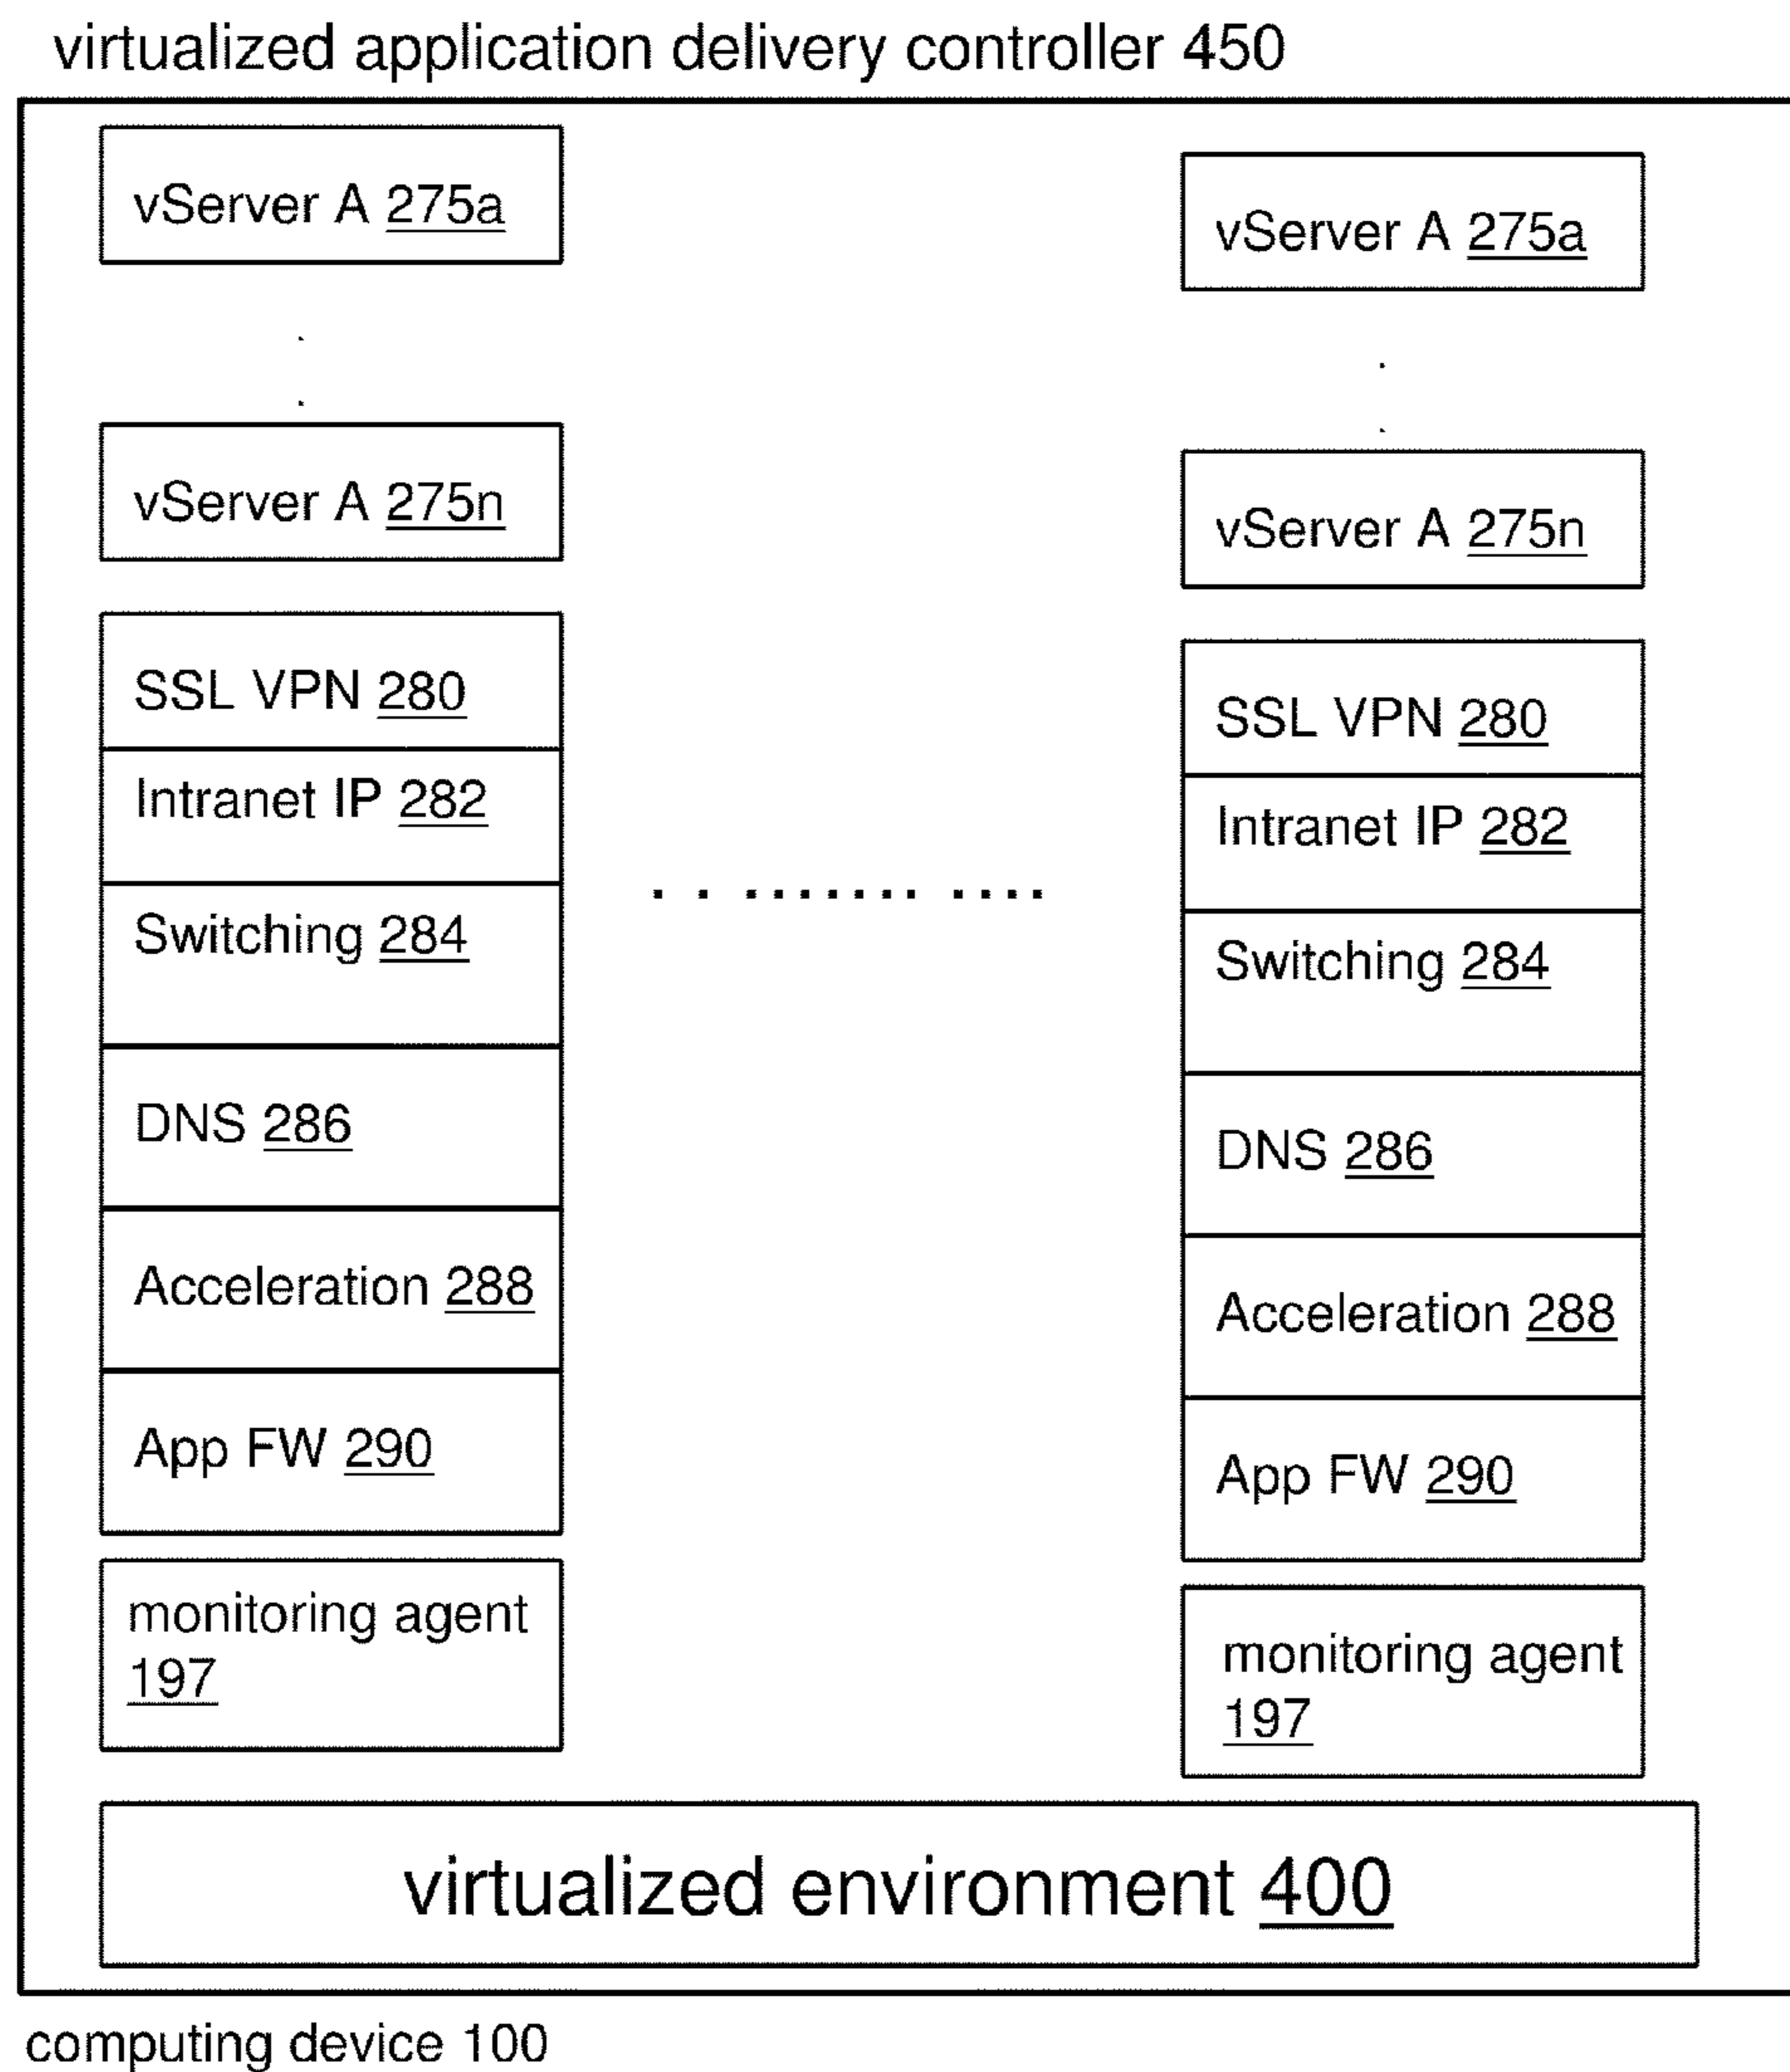 virtualized application delivery controller 450
vServer A 275a
vServer A 275n
SSL VPN 280
Intranet IP 282
Switching 284
DNS 286
Acceleration 288
App FW 290
monitoring agent
197
vServer A 275a
vServer A 275n
SSL VPN 280
Intranet IP 282
Switching 284
DNS 286
Acceleration 288
App FW 290
monitoring agent
197
virtualized environment 400
computing device 100